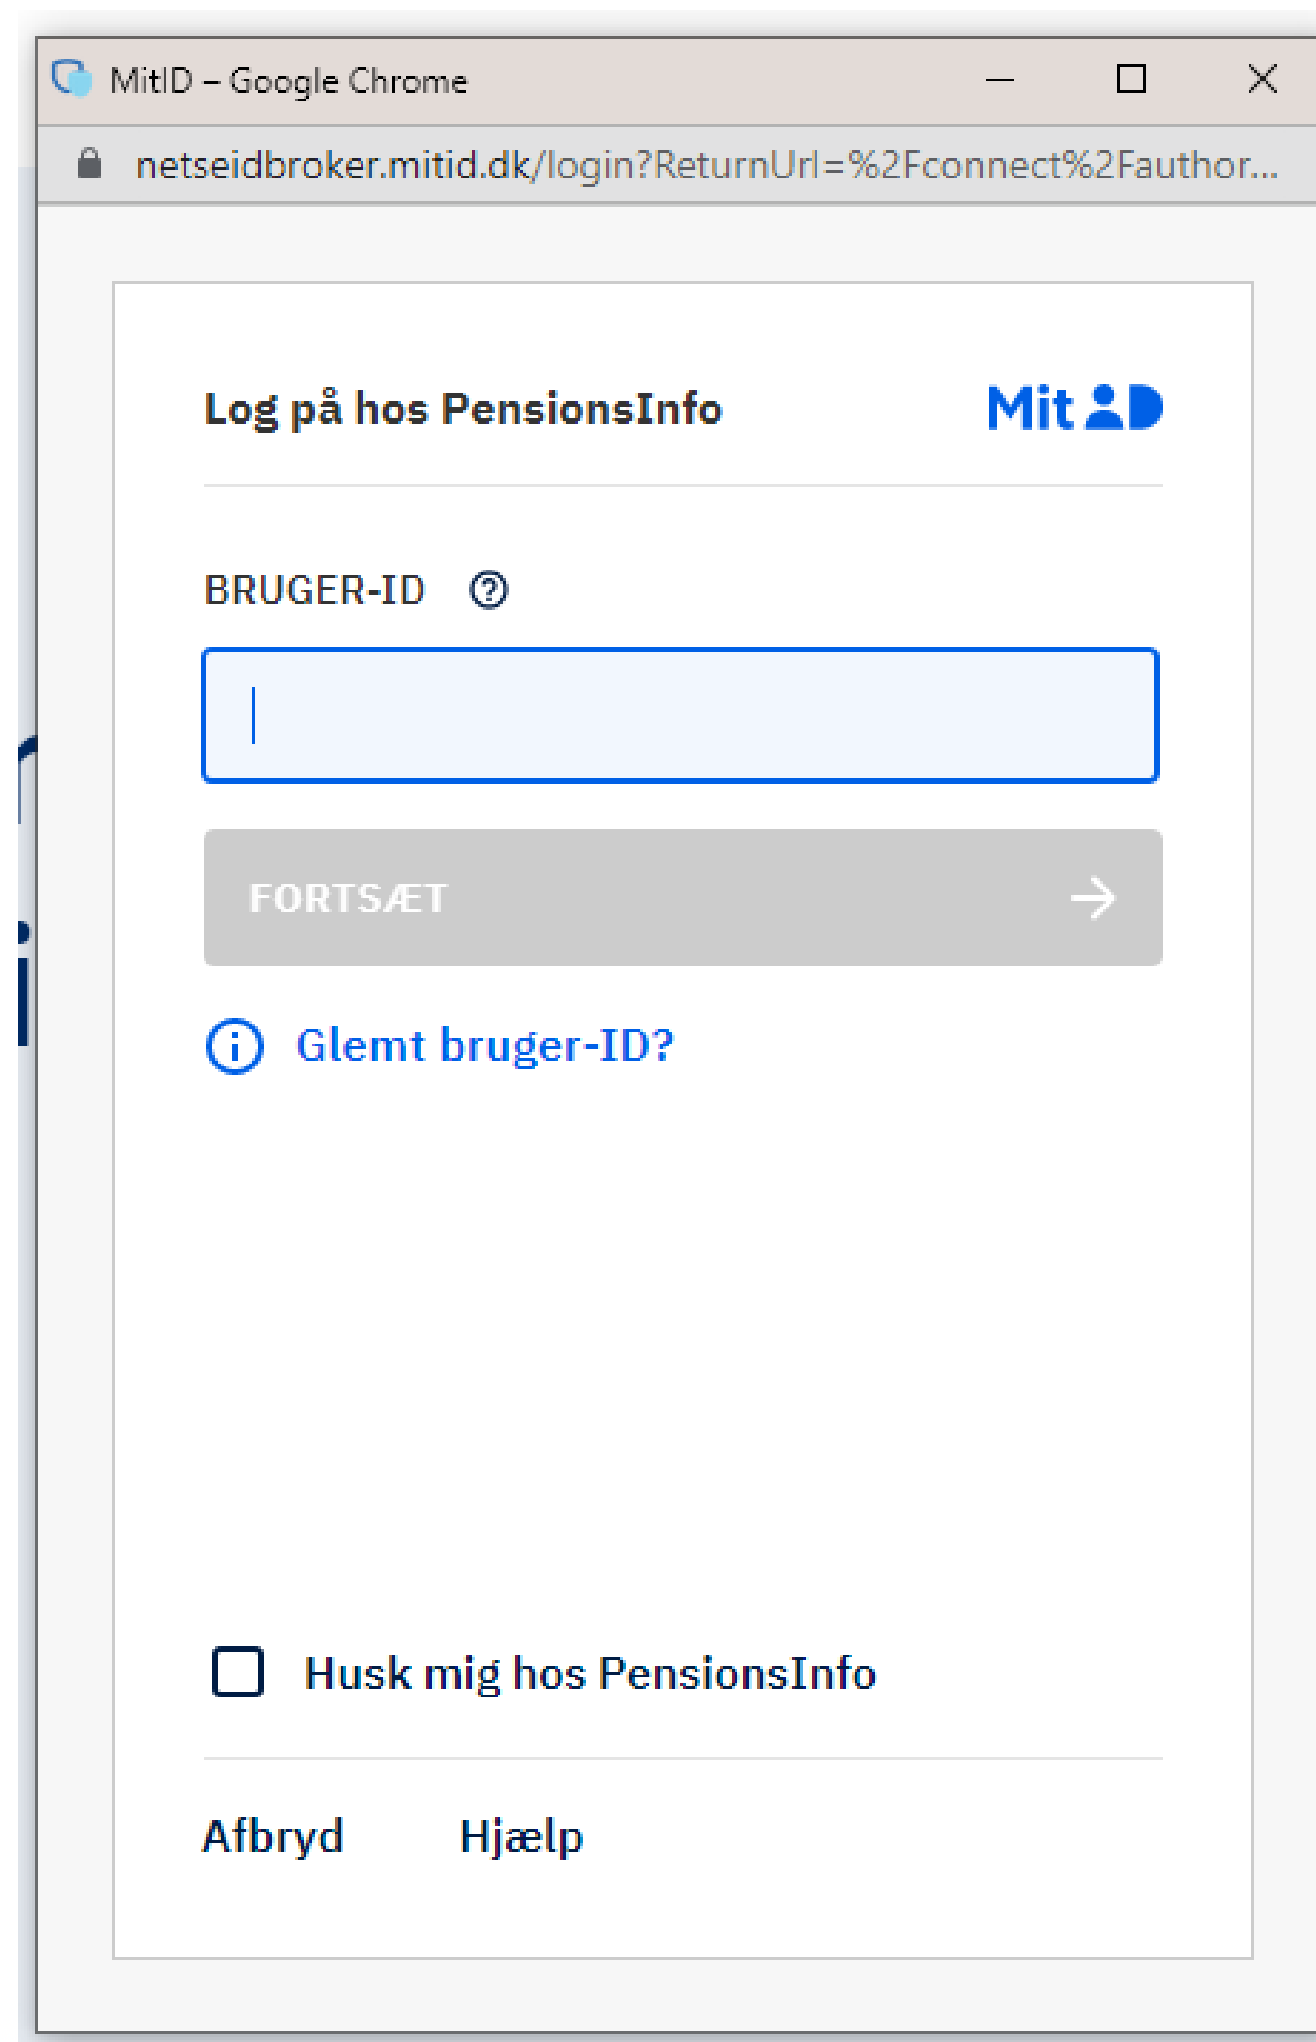 MitID – Google Chrome
netseidbroker.mitid.dk/login?ReturnUrl=%2Fconnect%2Fauthor...
Log på hos PensionsInfo
Mit D
BRUGER-ID
FORTSÆT
Glemt bruger-ID?
Husk mig hos PensionsInfo
Afbryd Hjælp